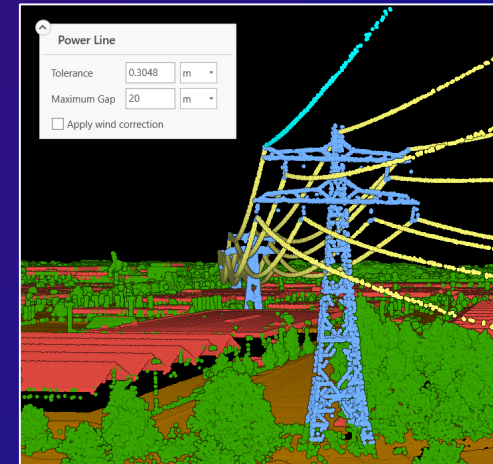 Power Line
Tolerance 0.3048 m
Maximum Gap 20 m
Apply wind correction